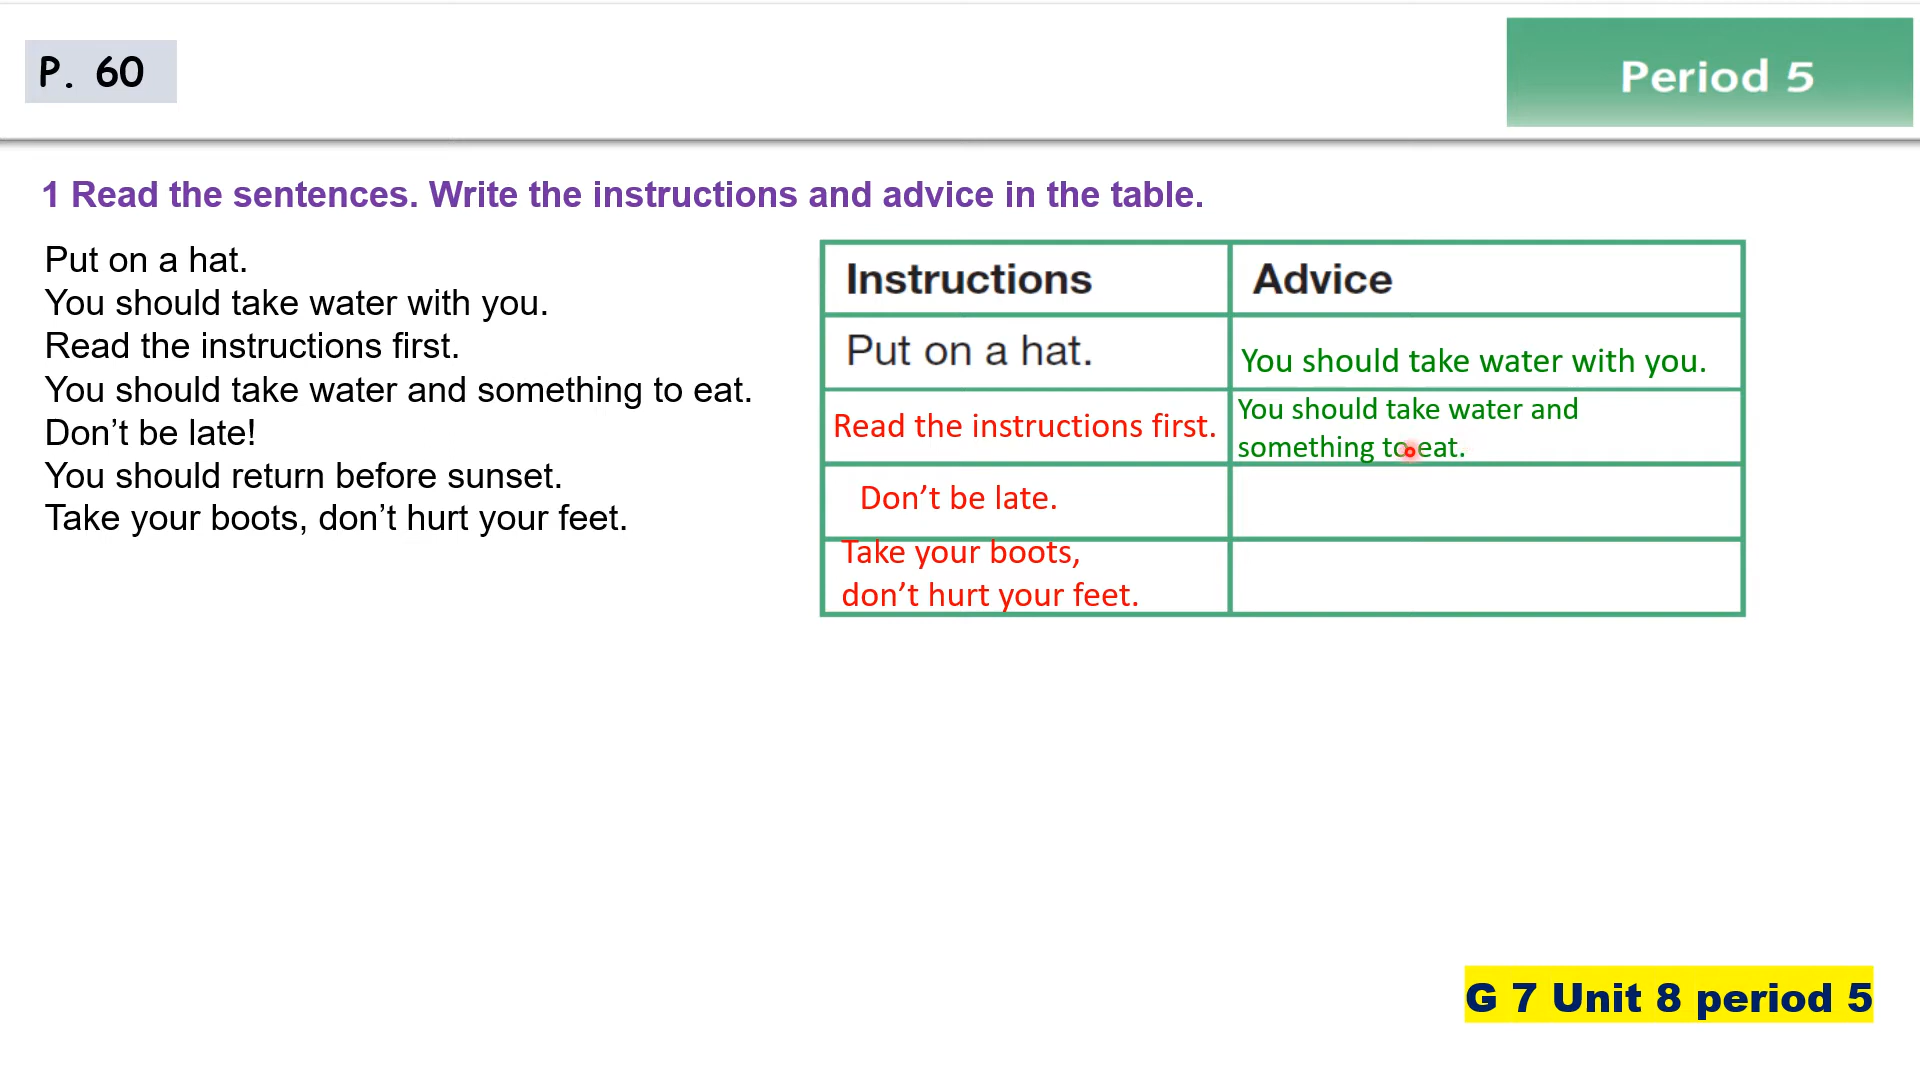 P. 60
Period 5
1 Read the sentences. Write the instructions and advice in the table.
Put on a hat.
You should take water with you.
Read the instructions first.
You should take water and something to eat.
Don’t be late!
You should return before sunset.
Take your boots, don’t hurt your feet.
Instructions
Advice
Put on a hat.
You should take water with you.
Read the instructions first.
You should take water and
something to eat.
Don’t be late.
Take your boots,
don’t hurt your feet.
G 7 Unit 8 period 5